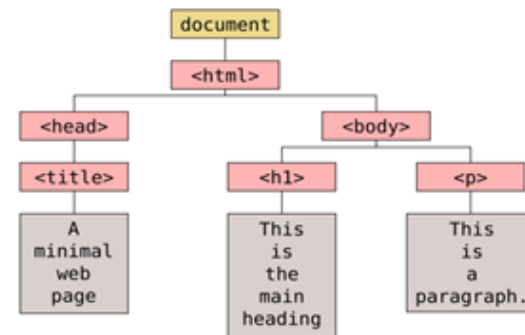 document
<html>
<head>
<body>
<title>
<h1>
<p>
A
minimal
web
page
This
is
the
main
heading
This
is
a
paragraph.